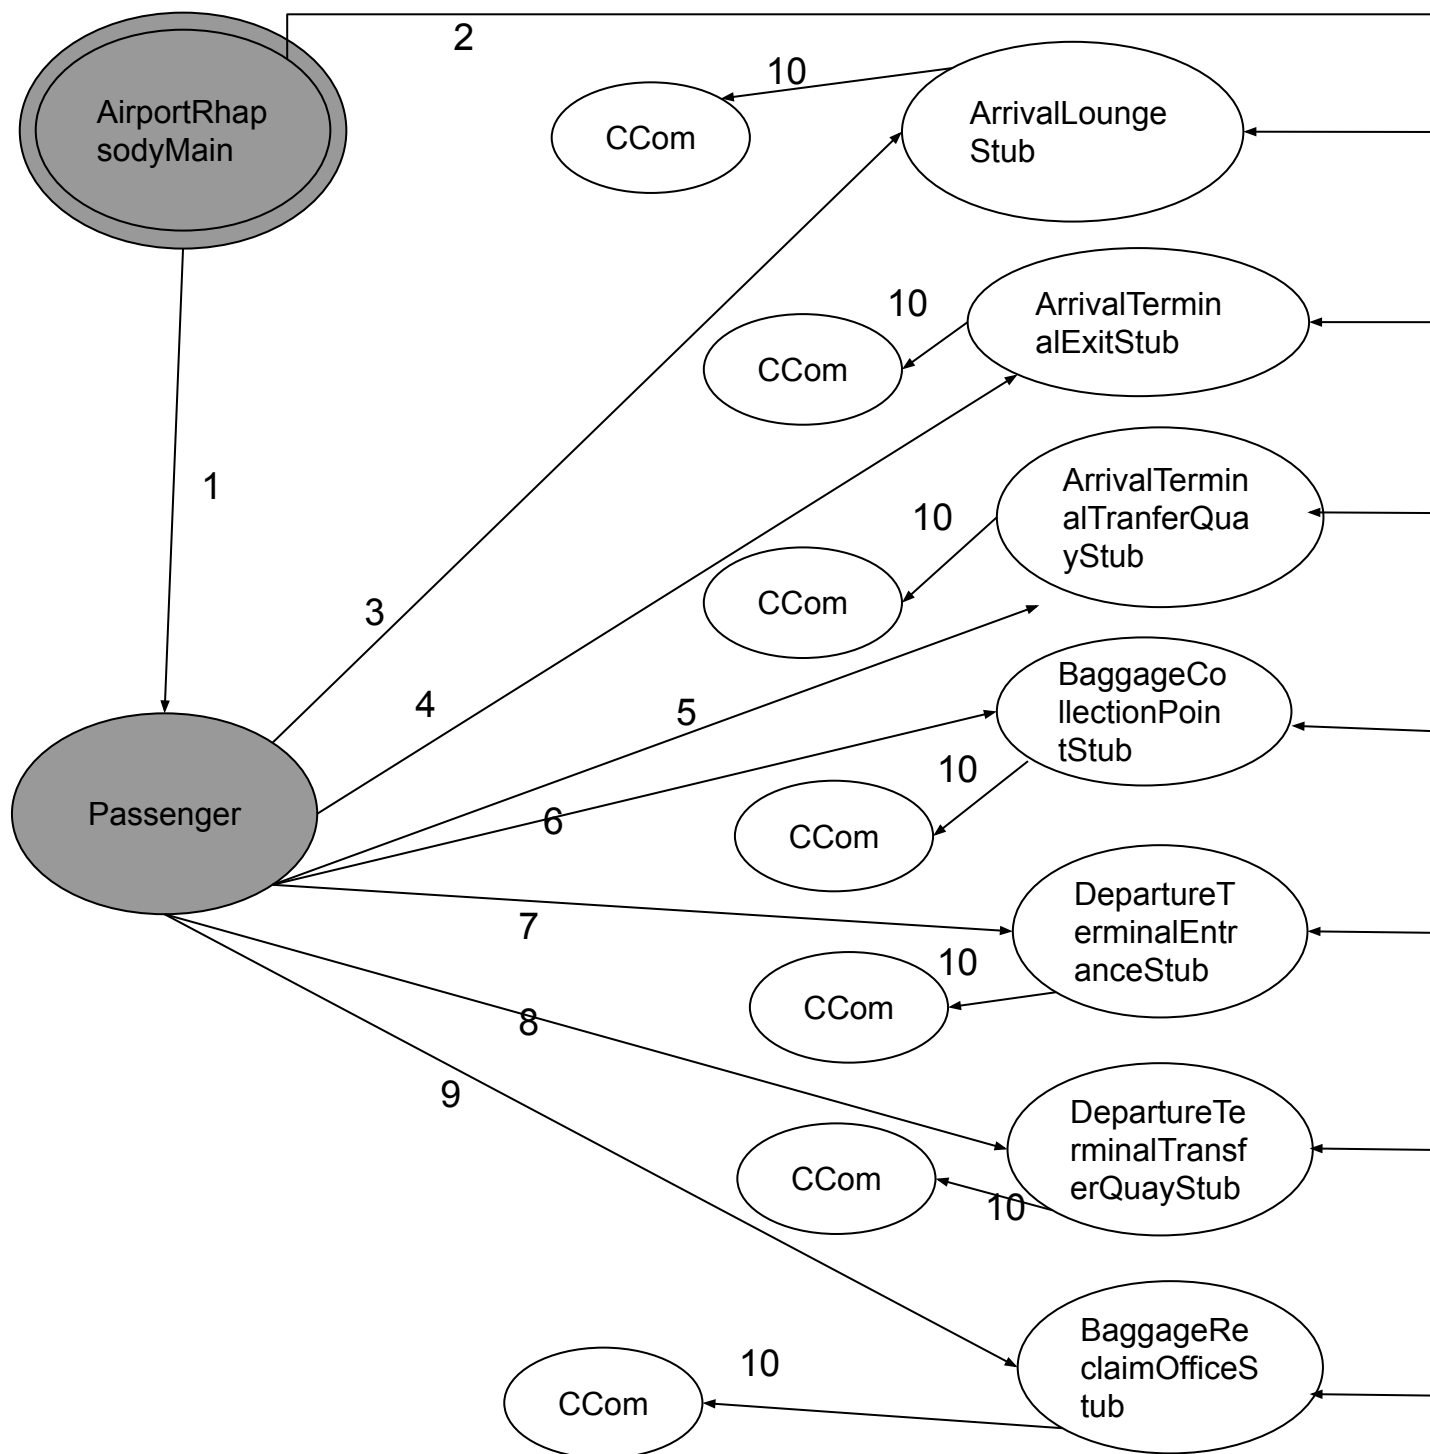 2
AirportRhap
sodyMain
10
CCom
ArrivalLounge
Stub
10
CCom
ArrivalTermin
alExitStub
1
10
CCom
ArrivalTermin
alTranferQua
yStub
3
4
5
6
Passenger
10
CCom
BaggageCo
llectionPoin
tStub
7
10
CCom
DepartureT
erminalEntr
anceStub
8
9
CCom
10
DepartureTe
rminalTransf
erQuayStub
10
CCom
BaggageRe
claimOfficeS
tub